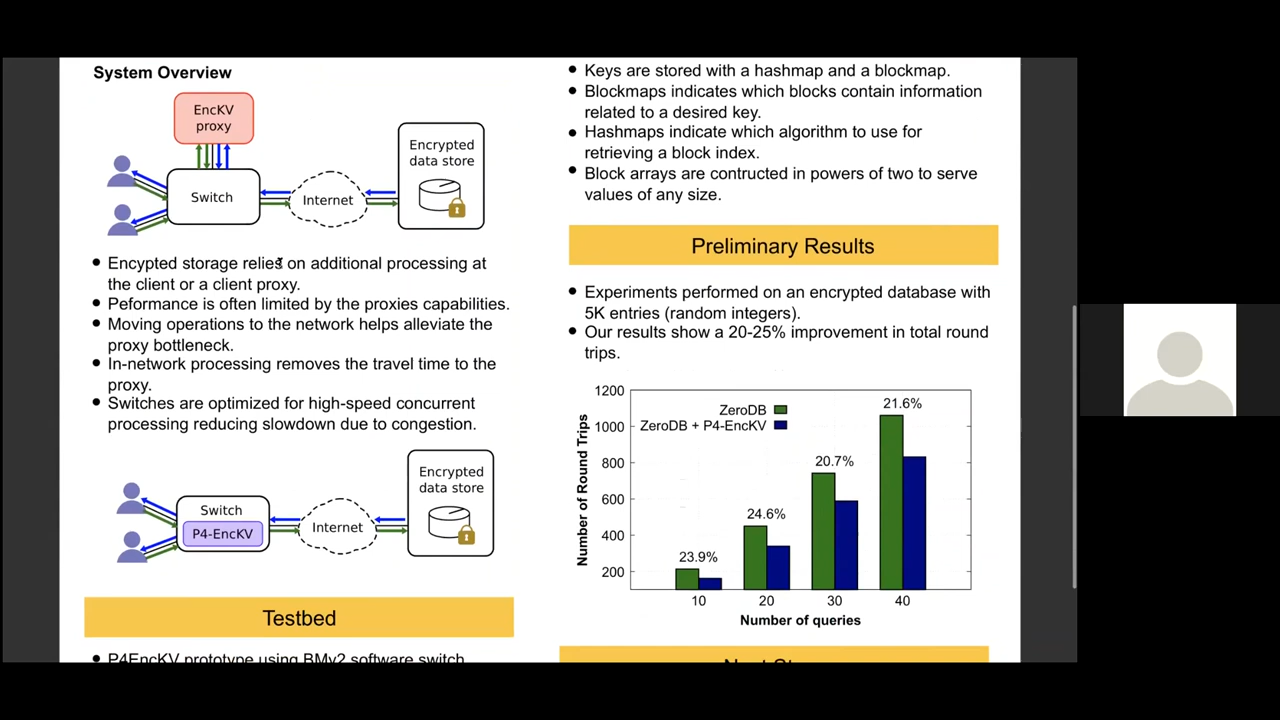 System Overview
EncKV
proxy
Switch
Internet
Encrypted
data store
• Encypted storage relies on additional processing at
the client or a client proxy.
• Peformance is often limited by the proxies capabilities.
• Moving operations to the network helps alleviate the
proxy bottleneck.
• In-network processing removes the travel time to the
proxy.
• Switches are optimized for high-speed concurrent
processing reducing slowdown due to congestion.
Switch
P4-EncKV
Internet
Encrypted
data store
Testbed
• P4EncKV prototype using BMv2 software switch
• Keys are stored with a hashmap and a blockmap.
• Blockmaps indicates which blocks contain information
related to a desired key.
• Hashmaps indicate which algorithm to use for
retrieving a block index.
• Block arrays are contructed in powers of two to serve
values of any size.
Preliminary Results
• Experiments performed on an encrypted database with
5K entries (random integers).
• Our results show a 20-25% improvement in total round
trips.
Number of Round Trips
1200
1000
800
600
400
200
ZeroDB
ZeroDB + P4-EncKV
23.9%
24.6%
20.7%
21.6%
10 20 30 40
Number of queries